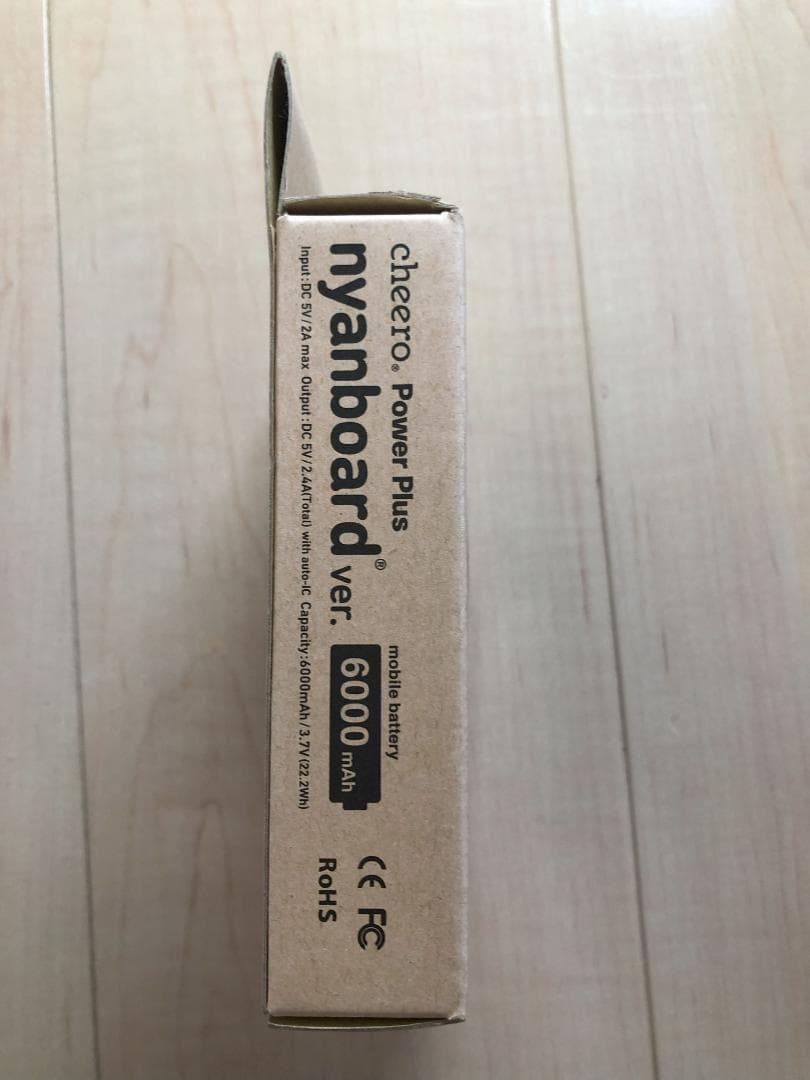 cheero® Power Plus
nyanboard® ver.
mobile battery
6000 mAh
Input:DC 5V/2A max Output:DC 5V/2.4A(Total) with auto-IC Capacity:6000mAh/3.7V(22.2Wh)
CE FC
RoHS